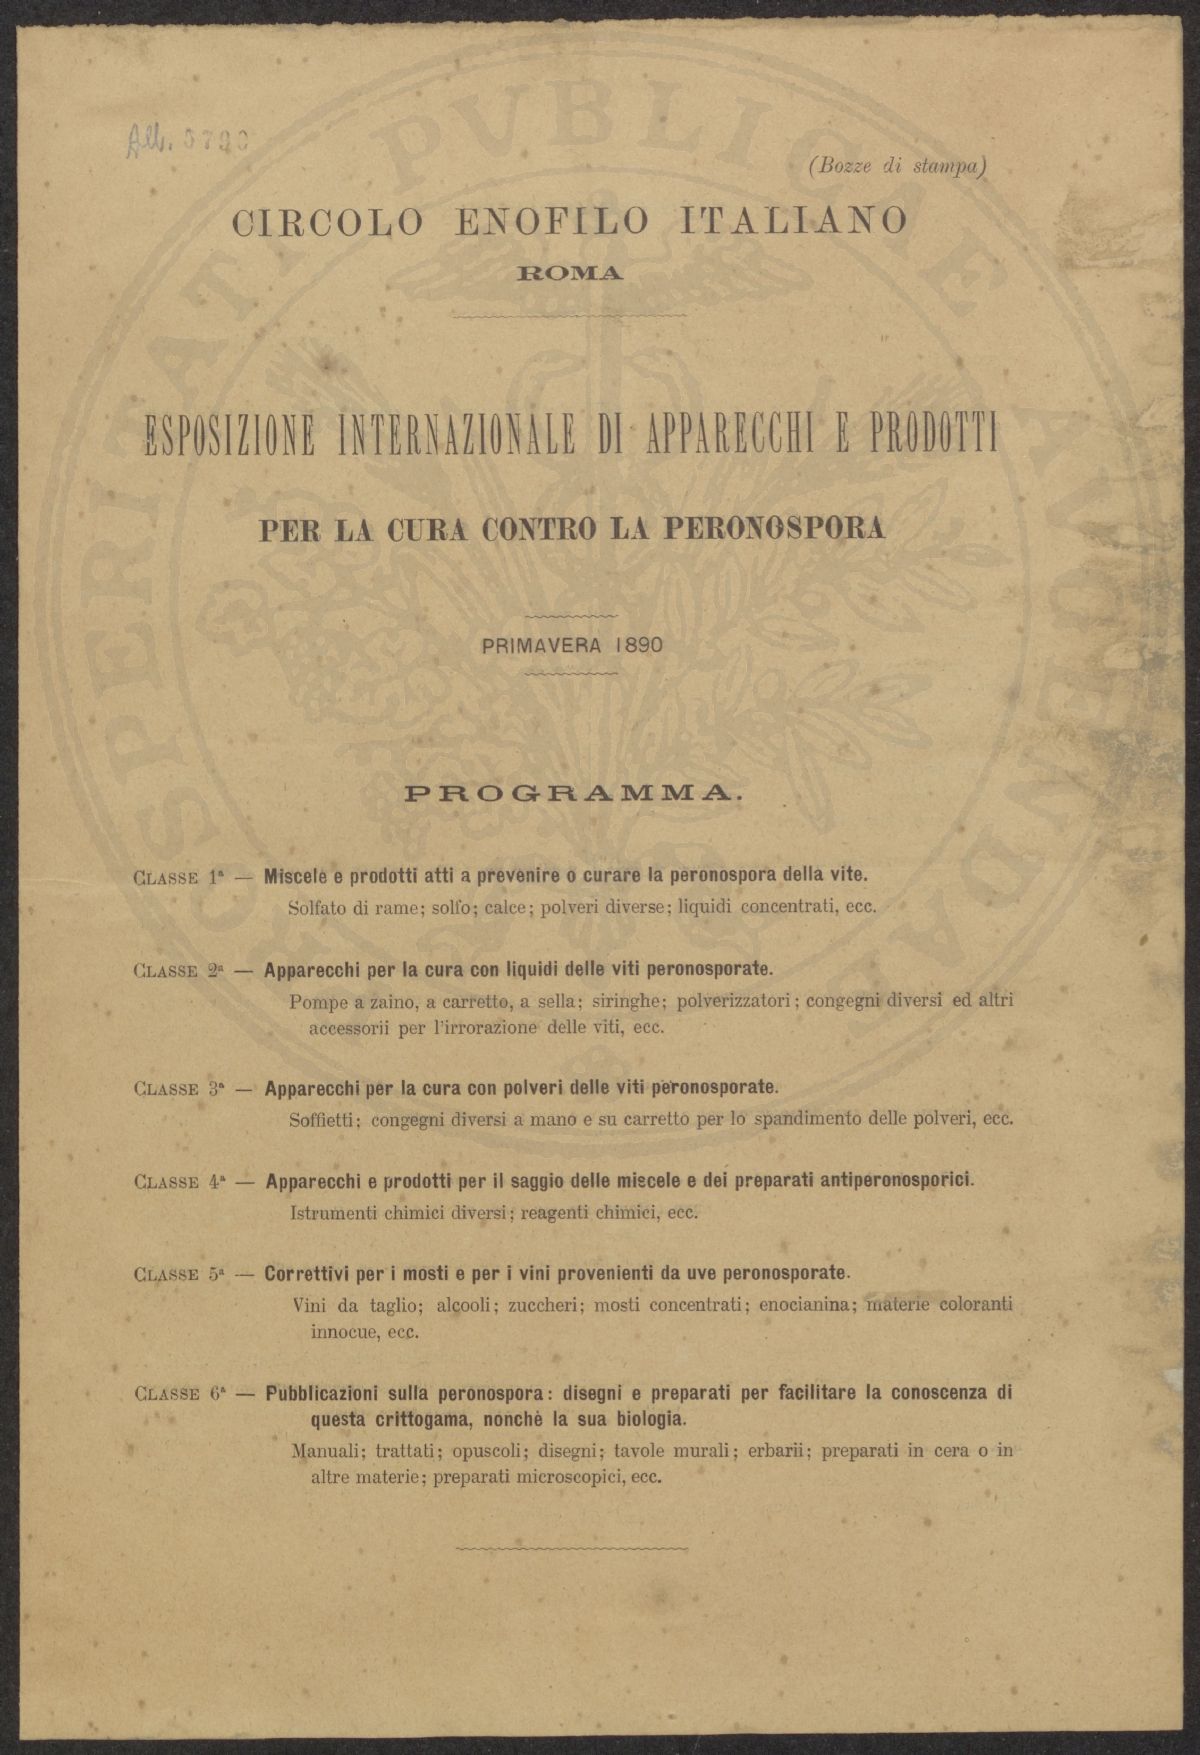 Alb.
(Bozze di stampa)
CIRCOLO ENOFILO ITALIANO
ROMA
ESPOSIZIONE INTERNAZIONALE DI APPARECCHI E PRODOTTI
PER LA CURA CONTRO LA PERONOSPORA
PRIMAVERA 1890
PROGRAMMA.
CLASSE 1ª — Miscele e prodotti atti a prevenire o curare la peronospora della vite.
Solfato di rame; solfo; calce; polveri diverse; liquidi concentrati, ecc.
CLASSE 2ª — Apparecchi per la cura con liquidi delle viti peronosporate.
Pompe a zaino, a carretto, a sella; siringhe; polverizzatori; congegni diversi ed altri
accessorii per l'irrorazione delle viti, ecc.
CLASSE 3ª — Apparecchi per la cura con polveri delle viti peronosporate.
Soffietti; congegni diversi a mano e su carretto per lo spandimento delle polveri, ecc.
CLASSE 4ª — Apparecchi e prodotti per il saggio delle miscele e dei preparati antiperonosporici.
Istrumenti chimici diversi; reagenti chimici, ecc.
CLASSE 5ª — Correttivi per i mosti e per i vini provenienti da uve peronosporate.
Vini da taglio; alcooli; zuccheri; mosti concentrati; enocianina; materie coloranti
innocue, ecc.
CLASSE 6ª — Pubblicazioni sulla peronospora: disegni e preparati per facilitare la conoscenza di
questa crittogama, nonchè la sua biologia.
Manuali; trattati; opuscoli; disegni; tavole murali; erbarii; preparati in cera o in
altre materie; preparati microscopici, ecc.
PROSPERITATI PVBLICAE AVGENDAE